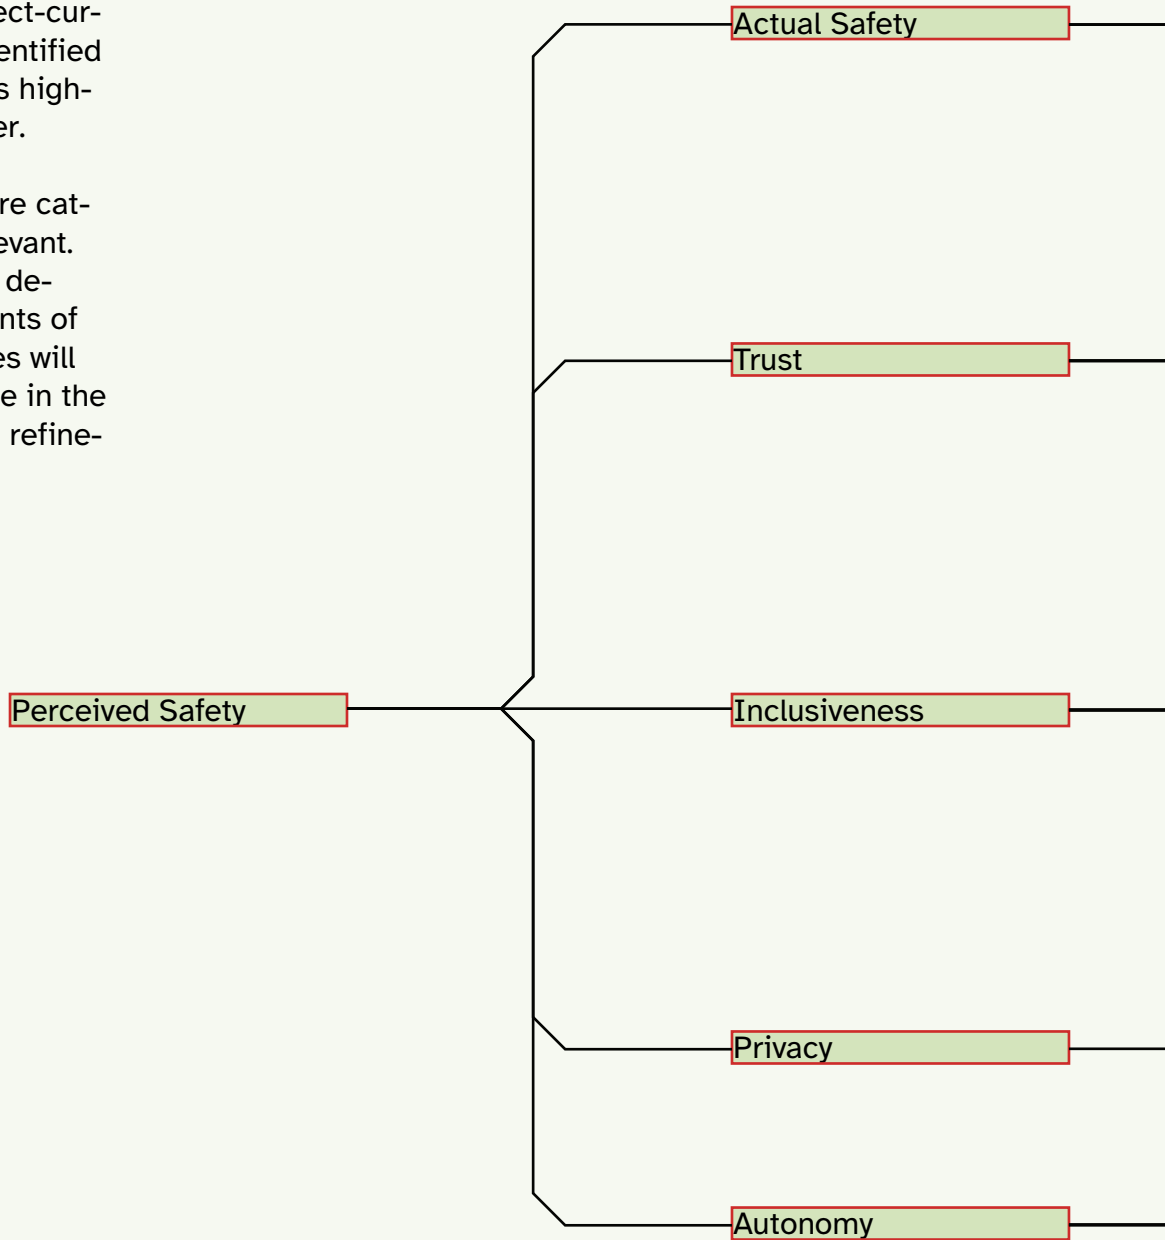 ect-cur-
entified
s high-
er.
re cat-
evant.
de-
nts of
es will
e in the
refine-
Actual Safety
Trust
Perceived Safety
Inclusiveness
Privacy
Autonomy